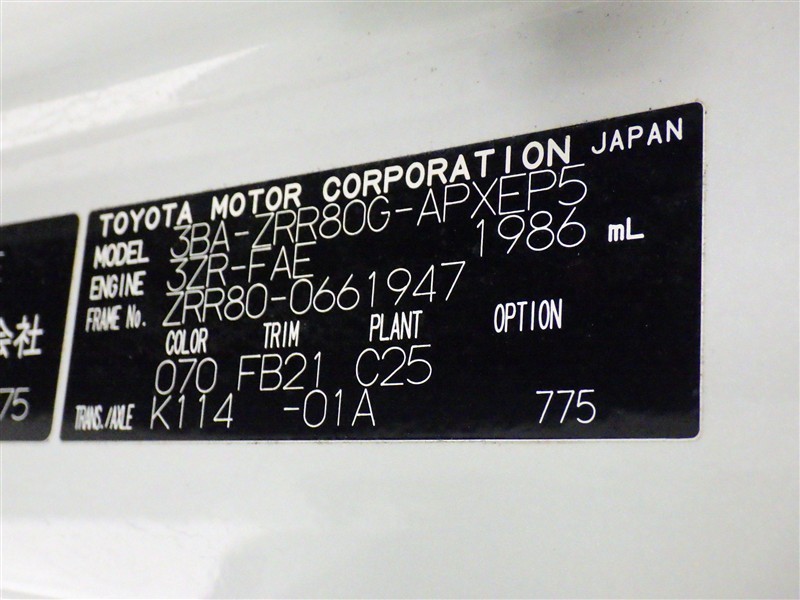 TOYOTA MOTOR CORPORATION JAPAN
MODEL 3BA-ZRR80G-APXEP5
ENGINE 3ZR-FAE 1986 mL
FRAME No. ZRR80-0661947
COLOR TRIM PLANT OPTION
070 FB21 C25
TRANS./AXLE K114 -01A 775
会社
75